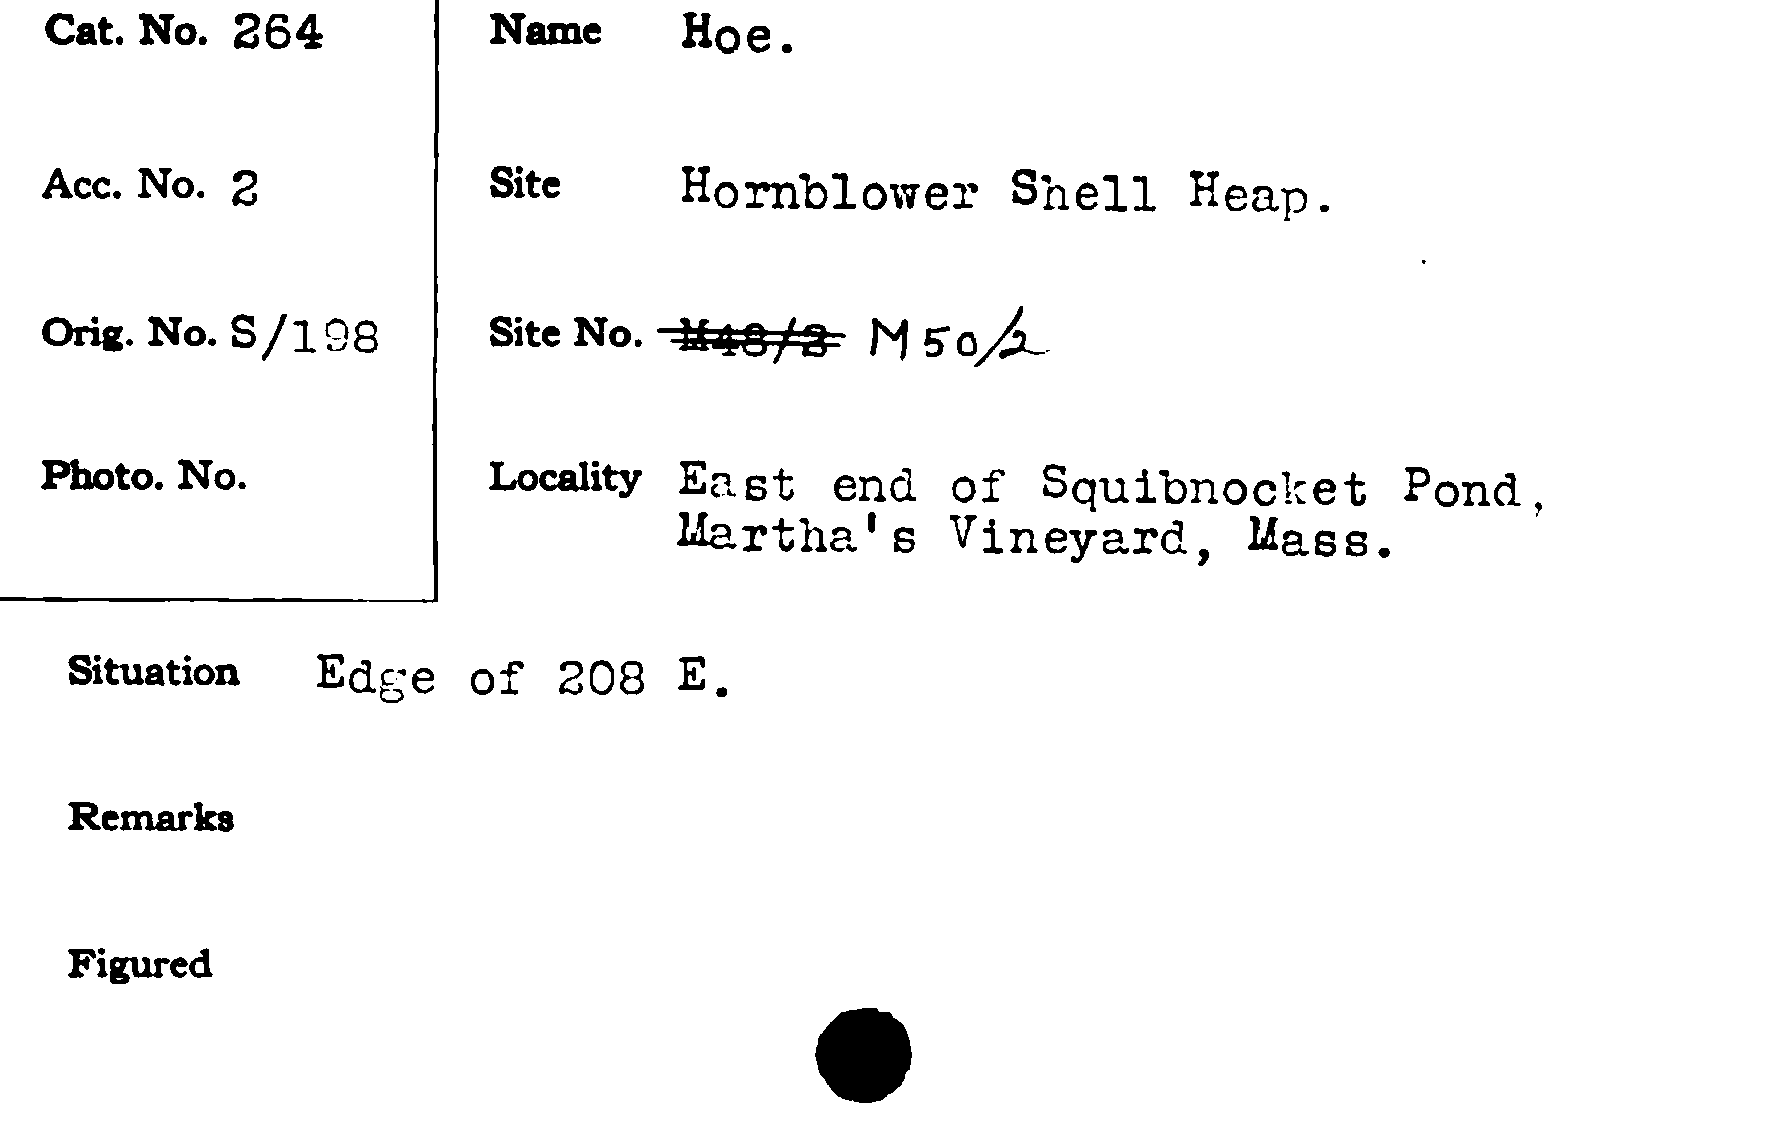 Cat. No. 264
Name Hoe.
Acc. No. 2
Site Hornblower Shell Heap.
Orig. No. S/198
Site No. M48/2 M50/2
Photo. No.
Locality East end of Squibnocket Pond,
Martha's Vineyard, Mass.
Situation Edge of 208 E.
Remarks
Figured